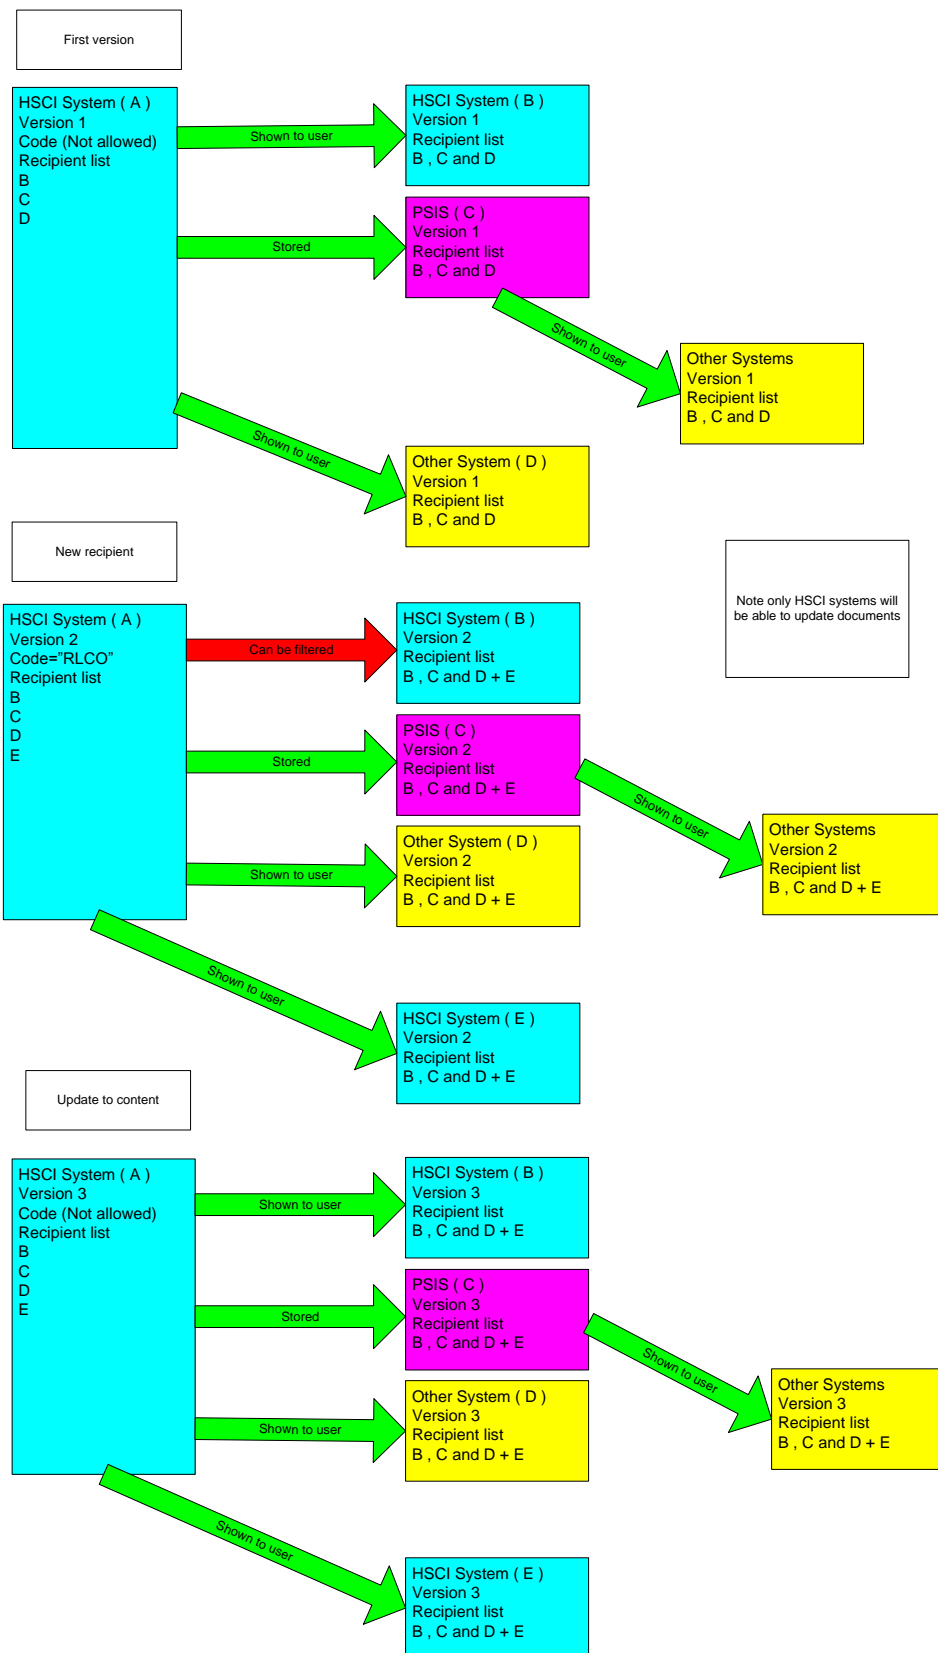 First version
HSCI System ( A )
Version 1
Code (Not allowed)
Recipient list
B
C
D
Shown to user
HSCI System ( B )
Version 1
Recipient list
B , C and D
Stored
PSIS ( C )
Version 1
Recipient list
B , C and D
Shown to user
Other Systems
Version 1
Recipient list
B , C and D
Shown to user
Other System ( D )
Version 1
Recipient list
B , C and D
New recipient
Note only HSCI systems will
be able to update documents
HSCI System ( A )
Version 2
Code=”RLCO”
Recipient list
B
C
D
E
Can be filtered
HSCI System ( B )
Version 2
Recipient list
B , C and D + E
Stored
PSIS ( C )
Version 2
Recipient list
B , C and D + E
Shown to user
Other Systems
Version 2
Recipient list
B , C and D + E
Shown to user
Other System ( D )
Version 2
Recipient list
B , C and D + E
Shown to user
HSCI System ( E )
Version 2
Recipient list
B , C and D + E
Update to content
HSCI System ( A )
Version 3
Code (Not allowed)
Recipient list
B
C
D
E
Shown to user
HSCI System ( B )
Version 3
Recipient list
B , C and D + E
Stored
PSIS ( C )
Version 3
Recipient list
B , C and D + E
Shown to user
Other Systems
Version 3
Recipient list
B , C and D + E
Shown to user
Other System ( D )
Version 3
Recipient list
B , C and D + E
Shown to user
HSCI System ( E )
Version 3
Recipient list
B , C and D + E